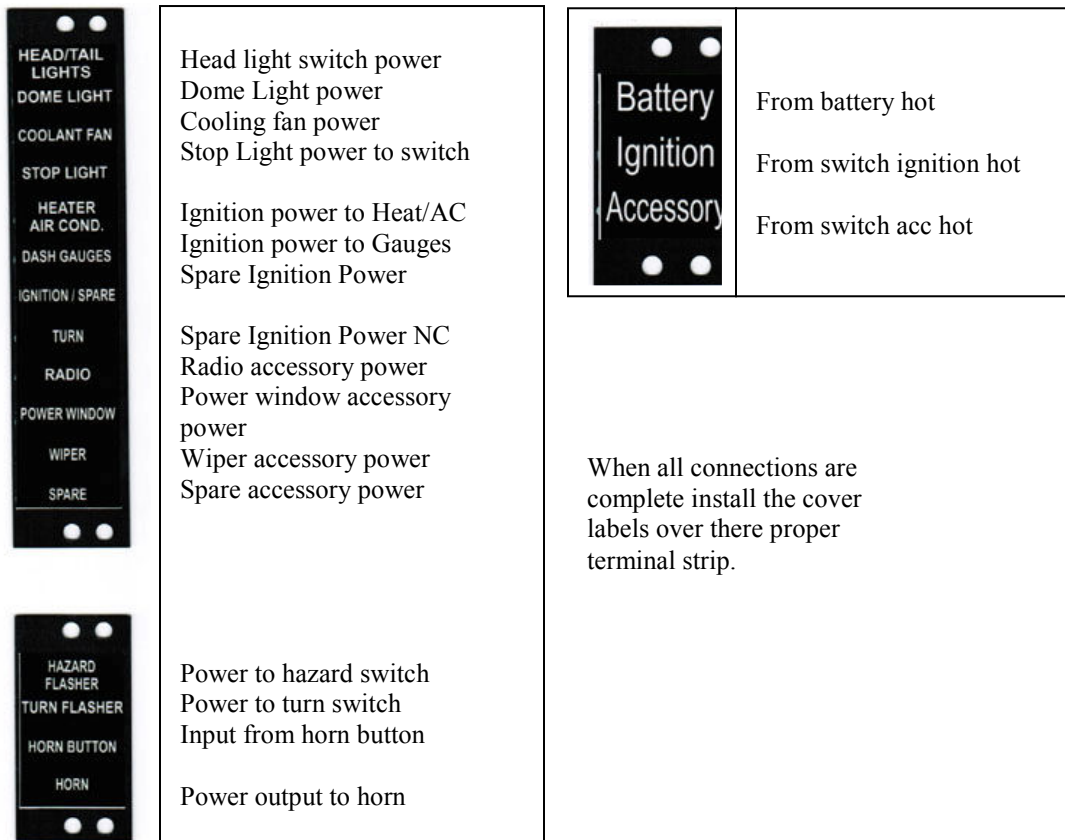 HEAD/TAIL
LIGHTS
DOME LIGHT
COOLANT FAN
STOP LIGHT
HEATER
AIR COND.
DASH GAUGES
IGNITION / SPARE
TURN
RADIO
POWER WINDOW
WIPER
SPARE
Head light switch power
Dome Light power
Cooling fan power
Stop Light power to switch
Ignition power to Heat/AC
Ignition power to Gauges
Spare Ignition Power
Spare Ignition Power NC
Radio accessory power
Power window accessory
power
Wiper accessory power
Spare accessory power
HAZARD
FLASHER
TURN FLASHER
HORN BUTTON
HORN
Power to hazard switch
Power to turn switch
Input from horn button
Power output to horn
Battery
Ignition
Accessory
From battery hot
From switch ignition hot
From switch acc hot
When all connections are
complete install the cover
labels over there proper
terminal strip.